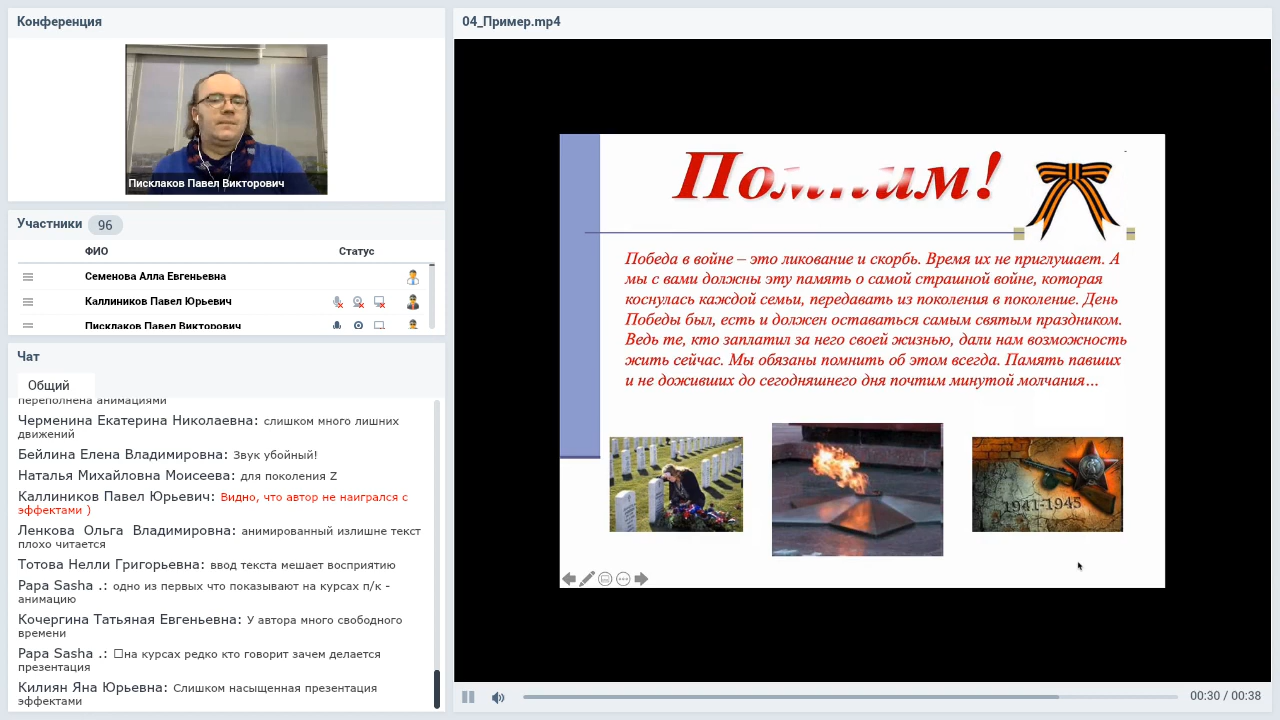 Конференция
Писклаков Павел Викторович
Участники 96
ФИО Статус
Семенова Алла Евгеньевна
Каллиников Павел Юрьевич
Писклаков Павел Викторович
Чат
Общий
переполнена анимациями
Черменина Екатерина Николаевна: слишком много лишних
движений
Бейлина Елена Владимировна: Звук убойный!
Наталья Михайловна Моисеева: для поколения Z
Каллиников Павел Юрьевич: Видно, что автор не наигрался с
эффектами )
Ленкова Ольга Владимировна: анимированный излишне текст
плохо читается
Тотова Нелли Григорьевна: ввод текста мешает восприятию
Papa Sasha .: одно из первых что показывают на курсах п/к -
анимацию
Кочергина Татьяная Евгеньевна: У автора много свободного
времени
Papa Sasha .: на курсах редко кто говорит зачем делается
презентация
Килиян Яна Юрьевна: Слишком насыщенная презентация
эффектами
04_Пример.mp4
Помним!
Победа в войне – это ликование и скорбь. Время их не приглушает. А
мы с вами должны эту память о самой страшной войне, которая
коснулась каждой семьи, передавать из поколения в поколение. День
Победы был, есть и должен оставаться самым святым праздником.
Ведь те, кто заплатил за него своей жизнью, дали нам возможность
жить сейчас. Мы обязаны помнить об этом всегда. Память павших
и не доживших до сегодняшнего дня почтим минутой молчания…
1941-1945
00:30 / 00:38